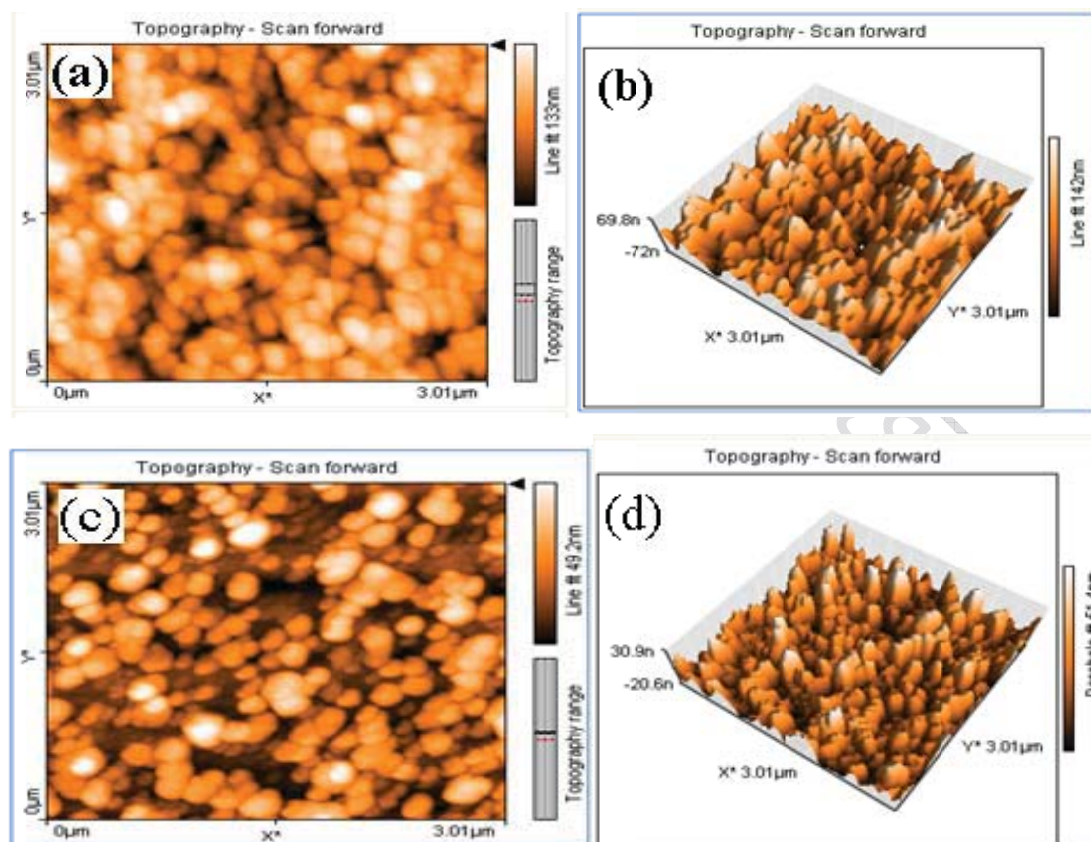 Topography - Scan forward
(a)
3.01µm
Y*
0µm
0µm
X*
3.01µm
Line fit 133nm
Topography range
Topography - Scan forward
(b)
69.8n
-72n
X* 3.01µm
Y* 3.01µm
Line fit 142nm
Topography - Scan forward
(c)
3.01µm
Y*
0µm
0µm
X*
3.01µm
Line fit 49.2nm
Topography range
Topography - Scan forward
(d)
30.9n
-20.6n
X* 3.01µm
Y* 3.01µm